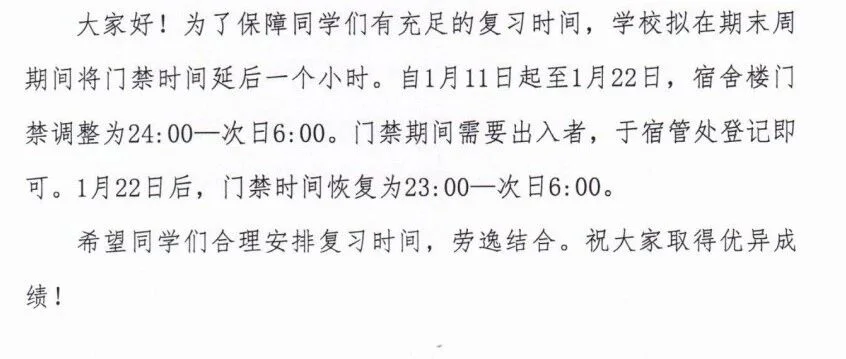 大家好！为了保障同学们有充足的复习时间，学校拟在期末周
期间将门禁时间延后一个小时。自1月11日起至1月22日，宿舍楼门
禁调整为24:00—次日6:00。门禁期间需要出入者，于宿管处登记即
可。1月22日后，门禁时间恢复为23:00—次日6:00。
希望同学们合理安排复习时间，劳逸结合。祝大家取得优异成
绩！